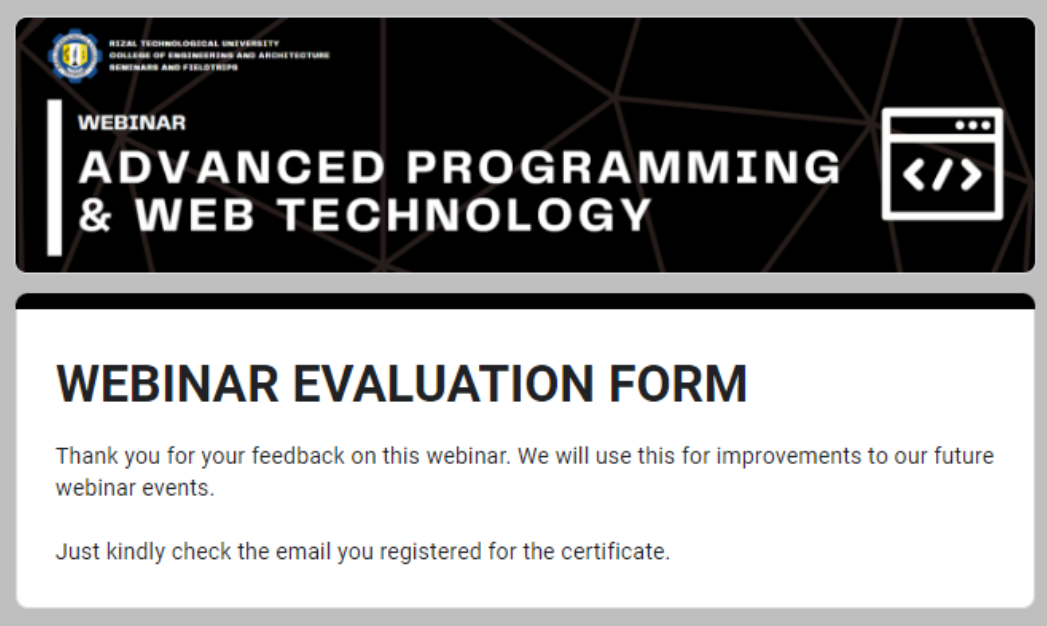 RIZAL TECHNOLOGICAL UNIVERSITY
COLLEGE OF ENGINEERING AND ARCHITECTURE
SEMINARS AND FIELDTRIPS
WEBINAR
ADVANCED PROGRAMMING
& WEB TECHNOLOGY
</>
WEBINAR EVALUATION FORM
Thank you for your feedback on this webinar. We will use this for improvements to our future
webinar events.
Just kindly check the email you registered for the certificate.